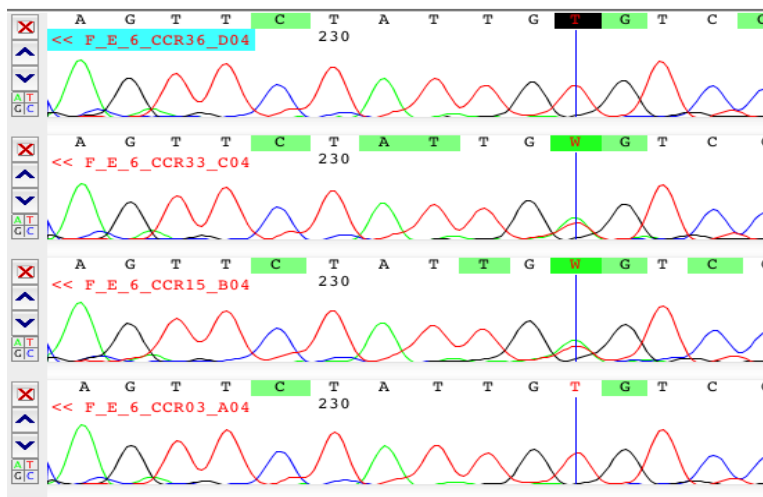 A G T T C T A T T G T G T C C
<< F_E_6_CCR36_D04 230
A T
G C
A G T T C T A T T G W G T C
<< F_E_6_CCR33_C04 230
A T
G C
A G T T C T A T T G W G T C
<< F_E_6_CCR15_B04 230
A T
G C
A G T T C T A T T G T G T C
<< F_E_6_CCR03_A04 230
A T
G C